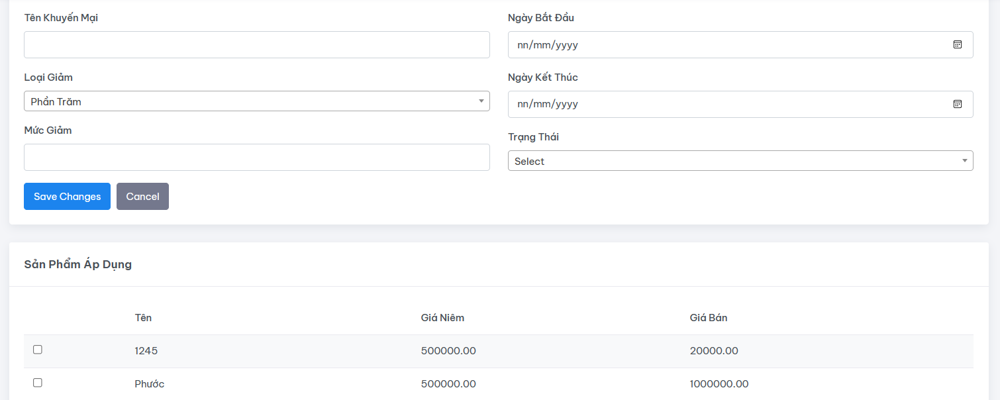 Tên Khuyến Mại
Ngày Bắt Đầu
nn/mm/yyyy
Loại Giảm
Ngày Kết Thúc
Phần Trăm
nn/mm/yyyy
Mức Giảm
Trạng Thái
Select
Save Changes Cancel
Sản Phẩm Áp Dụng
Tên Giá Niêm Giá Bán
1245 500000.00 20000.00
Phước 500000.00 1000000.00